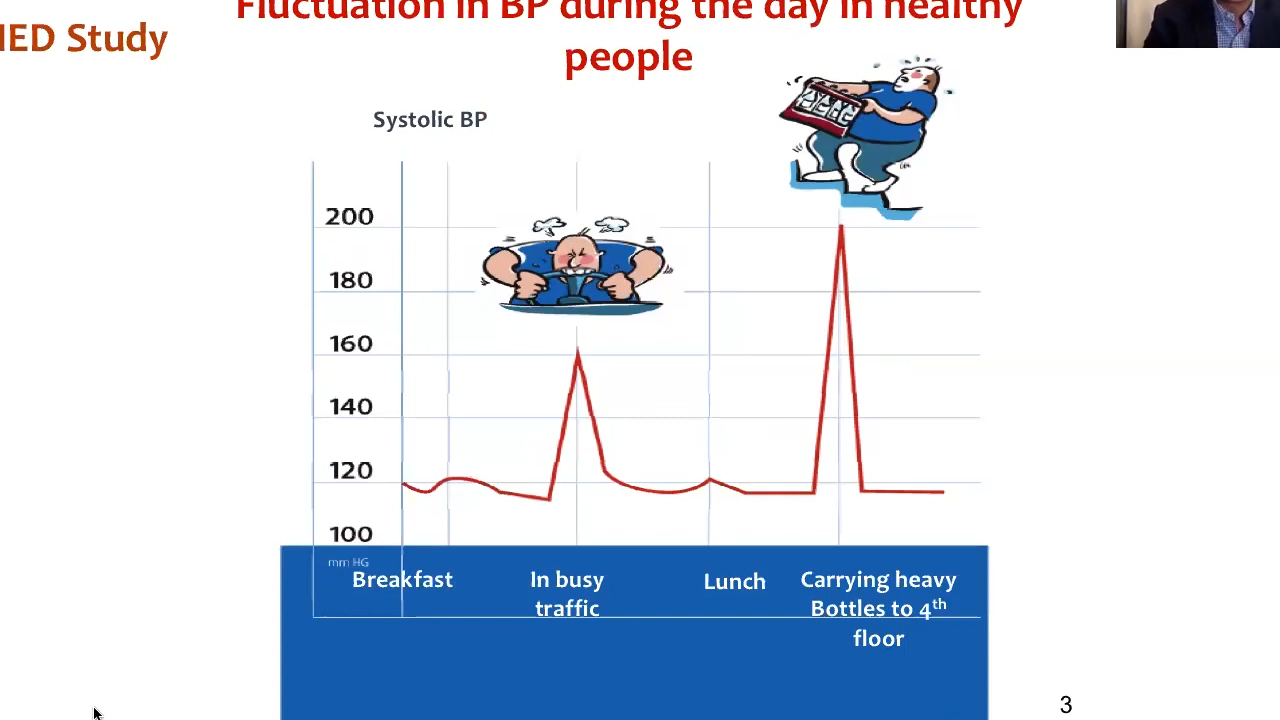 Fluctuation in BP during the day in healthy
people
IED Study
Systolic BP
200
180
160
140
120
100
mm HG
Breakfast
In busy
traffic
Lunch
Carrying heavy
Bottles to 4th
floor
3